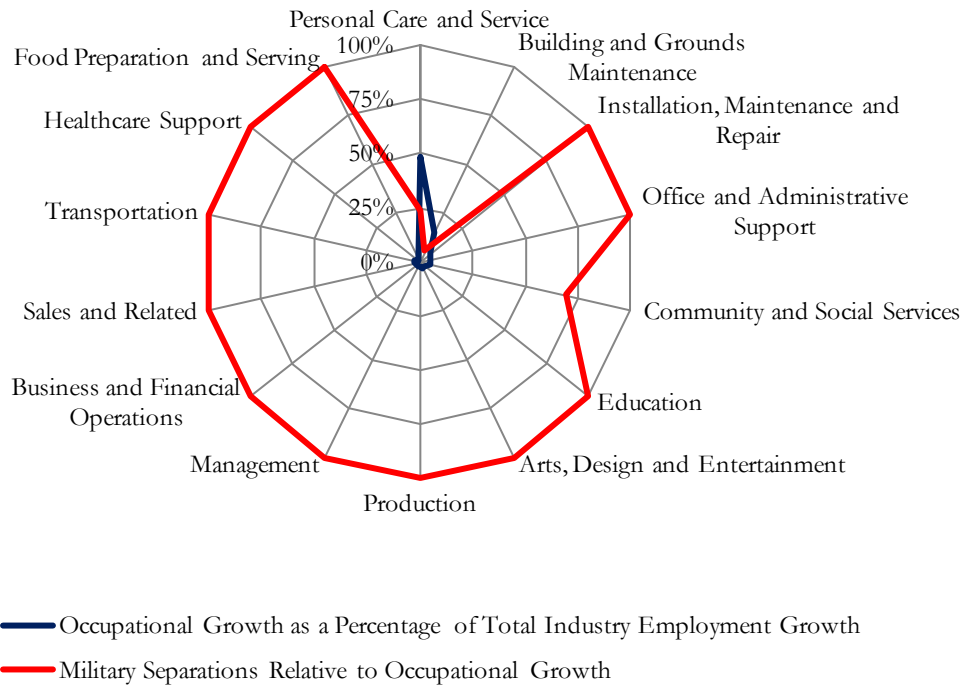 Personal Care and Service
Building and Grounds
Maintenance
Installation, Maintenance and
Repair
Office and Administrative
Support
Community and Social Services
Education
Arts, Design and Entertainment
Production
Management
Business and Financial
Operations
Sales and Related
Transportation
Healthcare Support
Food Preparation and Serving
100%
75%
50%
25%
0%
Occupational Growth as a Percentage of Total Industry Employment Growth
Military Separations Relative to Occupational Growth